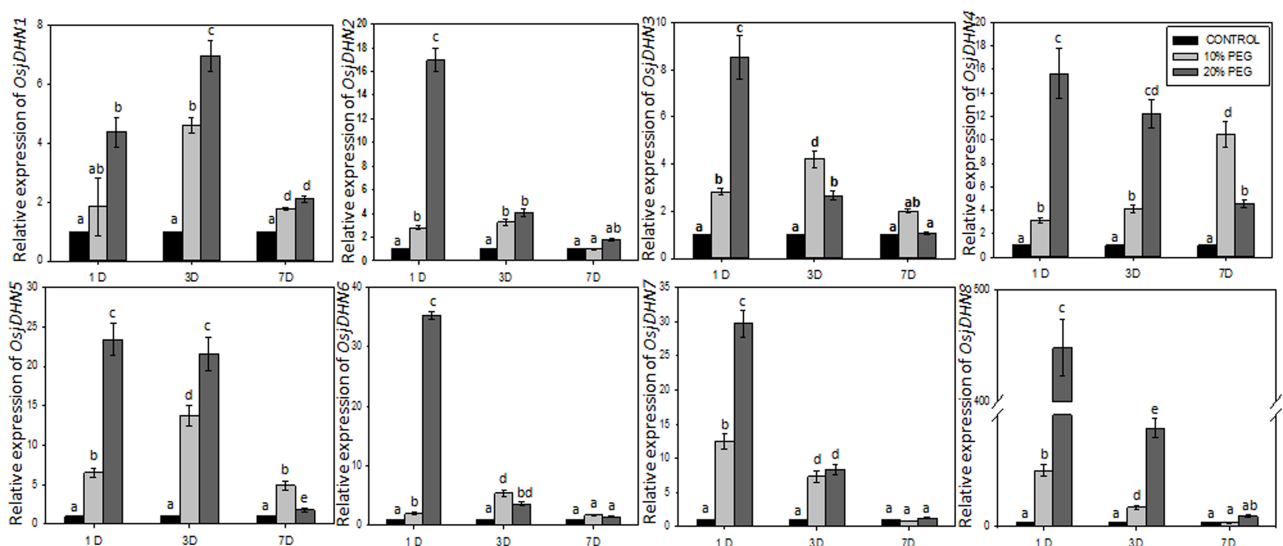 Relative expression of OsjDHN1
8
6
4
2
0
a ab b
a b c
a d d
1 D 3D 7D
Relative expression of OsjDHN2
20
18
16
14
12
10
8
6
4
2
0
a b c
a b b
a a ab
1 D 3D 7D
Relative expression of OsjDHN3
10
8
6
4
2
0
a b c
a d b
a ab a
1 D 3D 7D
Relative expression of OsjDHN4
20
18
16
14
12
10
8
6
4
2
0
CONTROL
10% PEG
20% PEG
a b c
a b cd
a d b
1 D 3D 7D
Relative expression of OsjDHN5
30
25
20
15
10
5
0
a b c
a d c
a b e
1 D 3D 7D
Relative expression of OsjDHN6
40
30
20
10
0
a b c
a d bd
a a a
1 D 3D 7D
Relative expression of OsjDHN7
35
30
25
20
15
10
5
0
a b c
a d d
a a a
1 D 3D 7D
Relative expression of OsjDHN8
500
400
0
a b c
a d e
a a ab
1 D 3D 7D